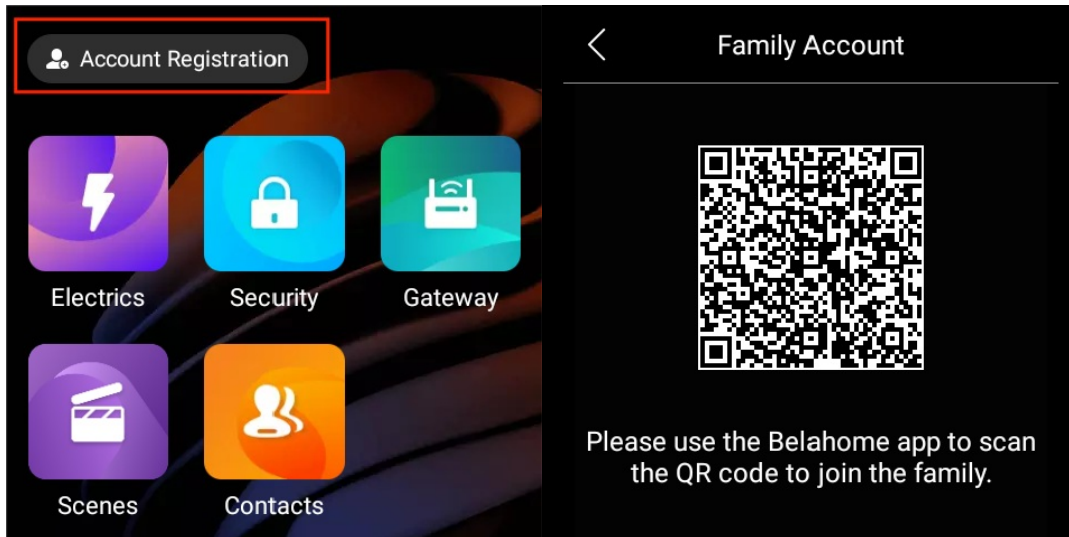 Account Registration
Electrics
Security
Gateway
Scenes
Contacts
Family Account
Please use the Belahome app to scan
the QR code to join the family.